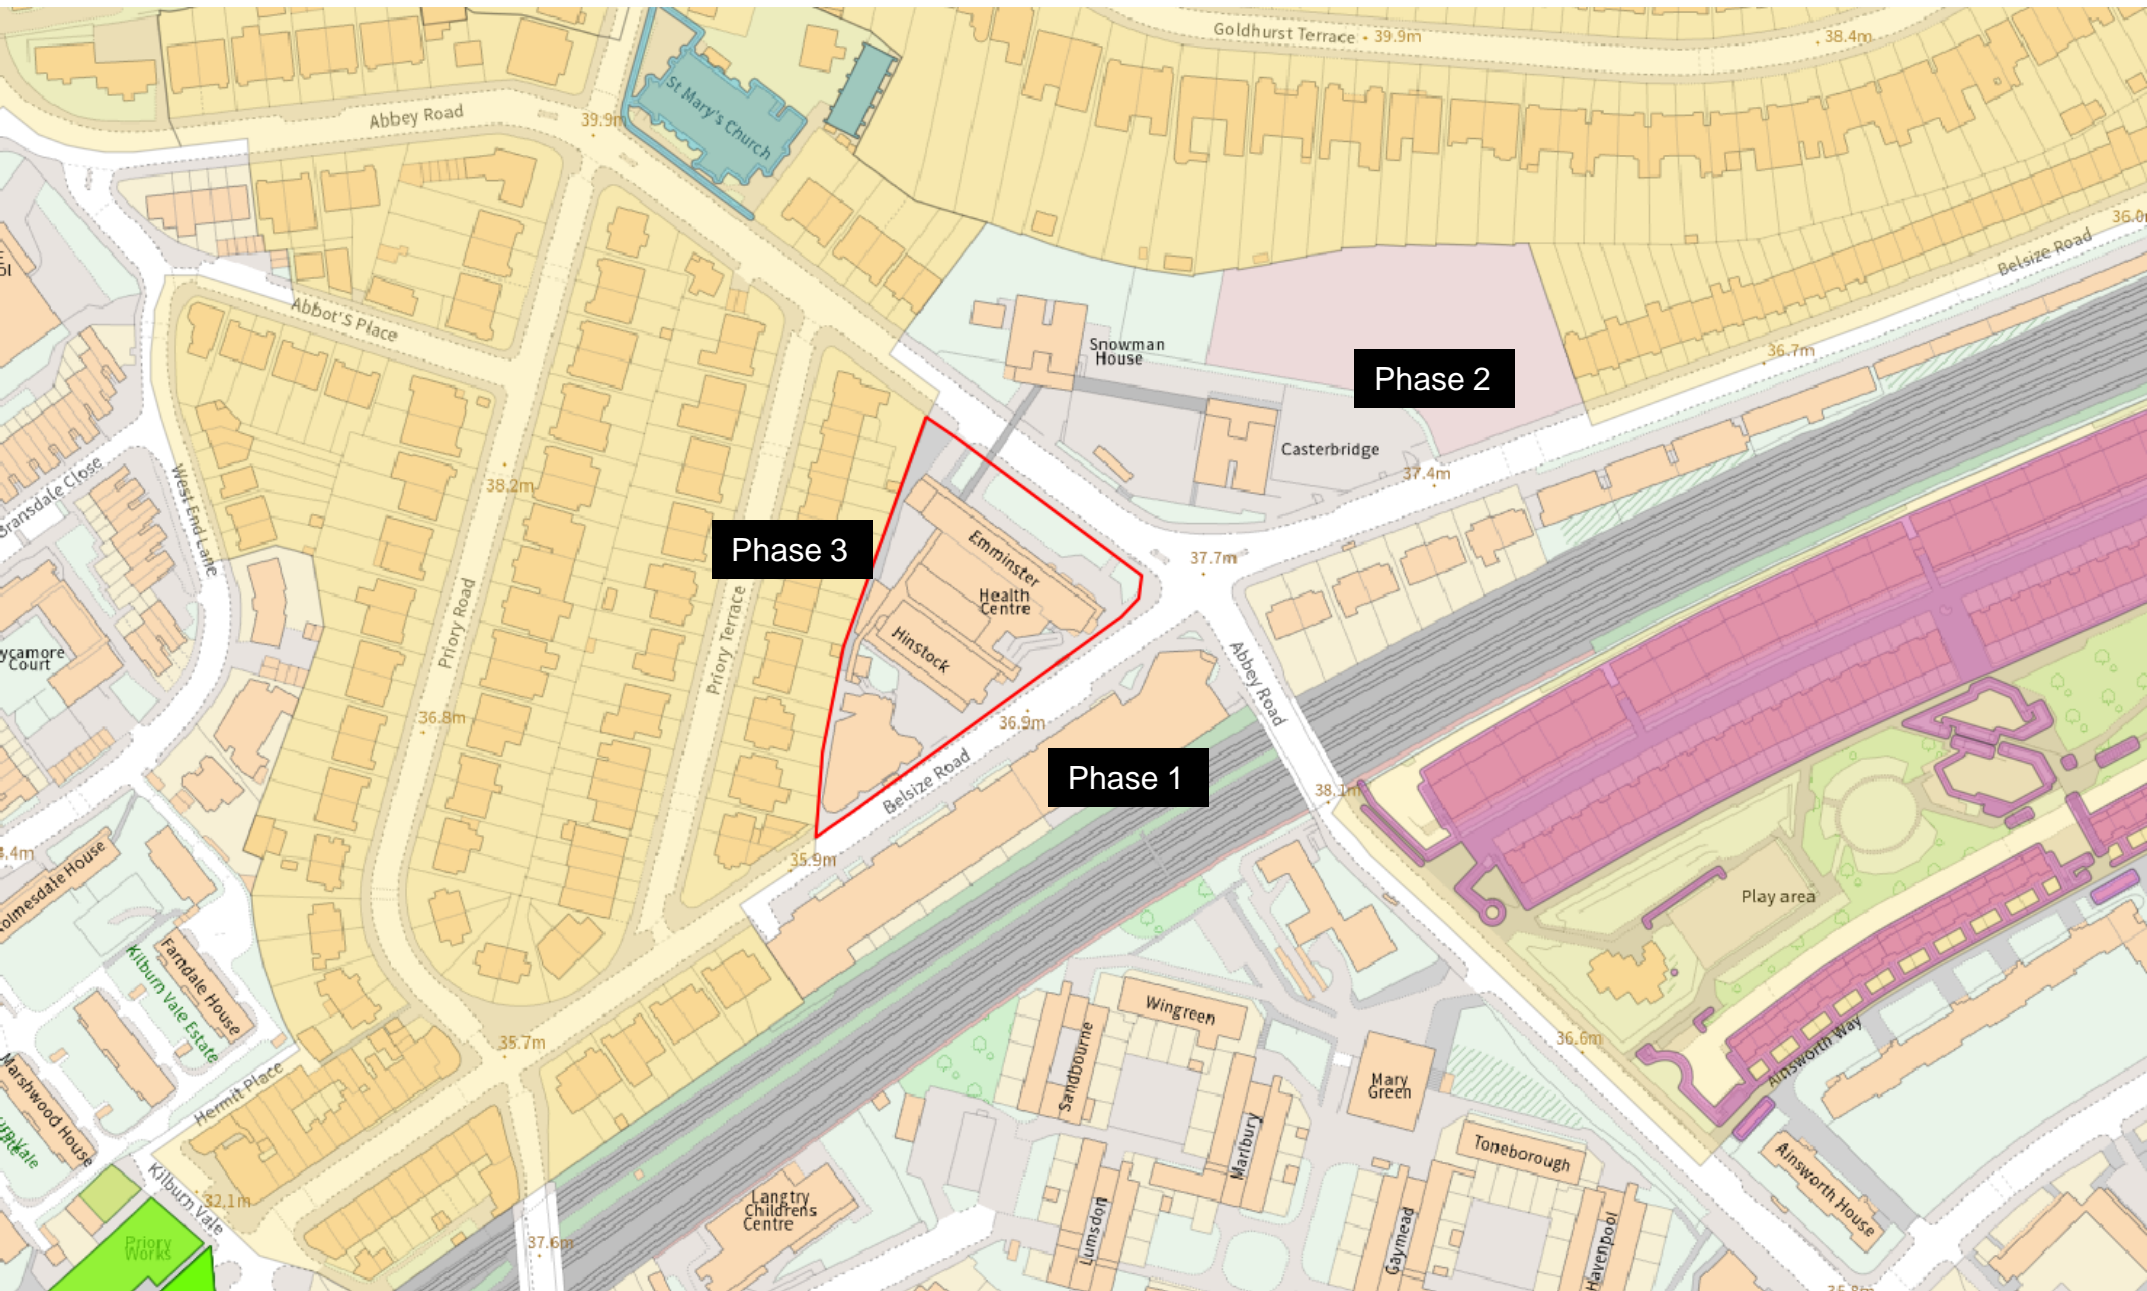 Goldhurst Terrace
39.9m
38.4m
Abbey Road
39.9m
St Mary's Church
36.0
Belsize Road
Abbot'S Place
Snowman
House
36.7m
Phase 2
Casterbridge
37.4m
Bransdale Close
West End Lane
38.2m
Phase 3
Emminster
Health
Centre
37.7m
Hinstock
Priory Road
Priory Terrace
Court
Abbey Road
36.8m
36.9m
Belsize Road
Phase 1
38.1m
35.9m
.4m
Holmesdale House
Play area
Farndale House
Kilburn Vale Estate
Wingreen
Sandbourne
35.7m
36.6m
Ainsworth Way
Marshwood House
Hermit Place
Mary
Green
Marlbury
Toneborough
Kilburn Vale
32.1m
Ainsworth House
Langtry
Childrens
Centre
Lumsdon
Gaymead
Havenpool
Priory
Works
37.6m
35.8m